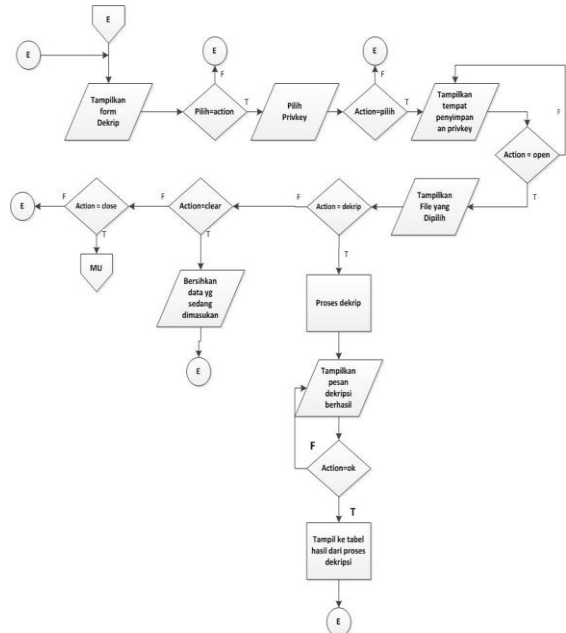 E
E
E
E
Tampilkan
form
Dekrip
Pilih=action
F
T
Pilih
Privkey
Action=pilih
F
T
Tampilkan
tempat
penyimpan
an privkey
F
Action = open
T
Tampilkan
File yang
Dipilih
Action = dekrip
F
T
Action=clear
F
T
Action = close
F
T
E
MU
Bersihkan
data yg
sedang
dimasukan
E
Proses dekrip
Tampilkan
pesan
dekripsi
berhasil
F
Action=ok
T
Tampil ke tabel
hasil dari proses
dekripsi
E